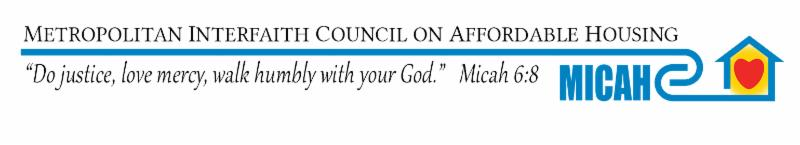 METROPOLITAN INTERFAITH COUNCIL ON AFFORDABLE HOUSING
“Do justice, love mercy, walk humbly with your God.” Micah 6:8
MICAH